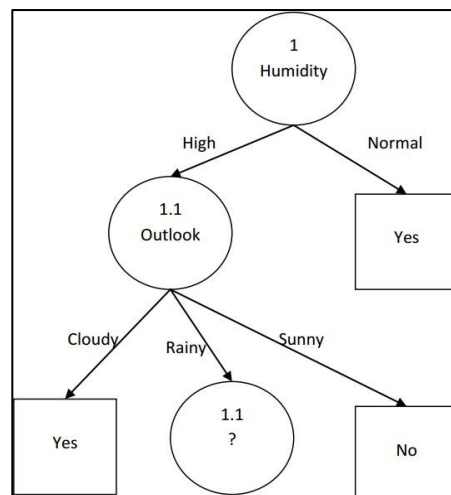 1
Humidity
High
Normal
1.1
Outlook
Yes
Cloudy
Rainy
Sunny
Yes
1.1
?
No